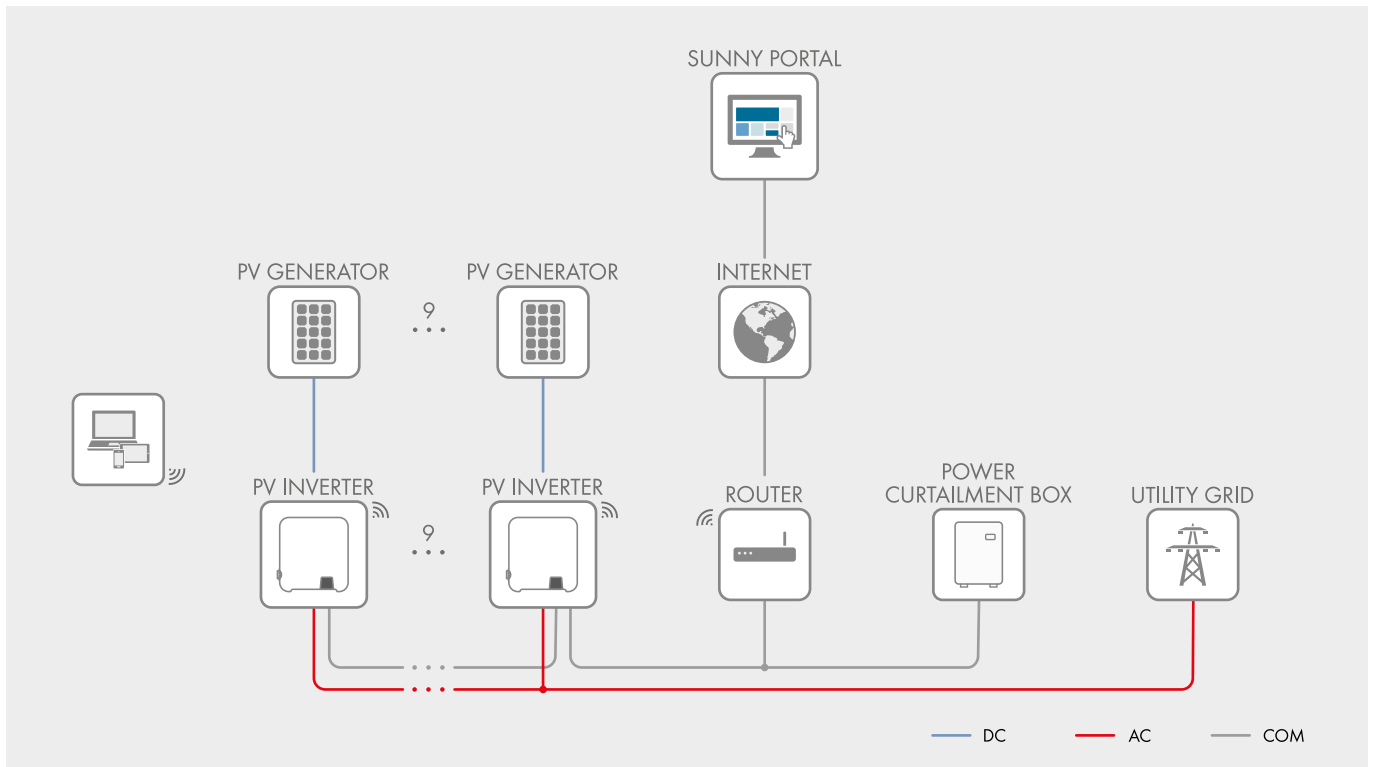 SUNNY PORTAL
PV GENERATOR
PV GENERATOR
INTERNET
9
PV INVERTER
PV INVERTER
ROUTER
POWER
CURTAILMENT BOX
UTILITY GRID
9
DC
AC
COM